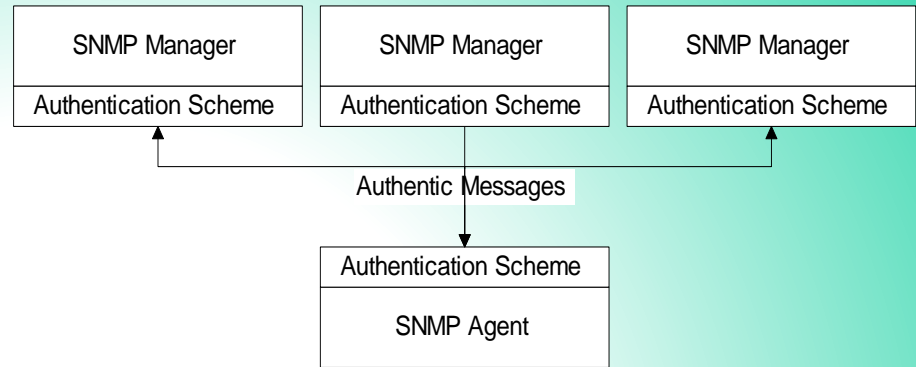 SNMP Manager
SNMP Manager
SNMP Manager
Authentication Scheme
Authentication Scheme
Authentication Scheme
Authentic Messages
Authentication Scheme
SNMP Agent